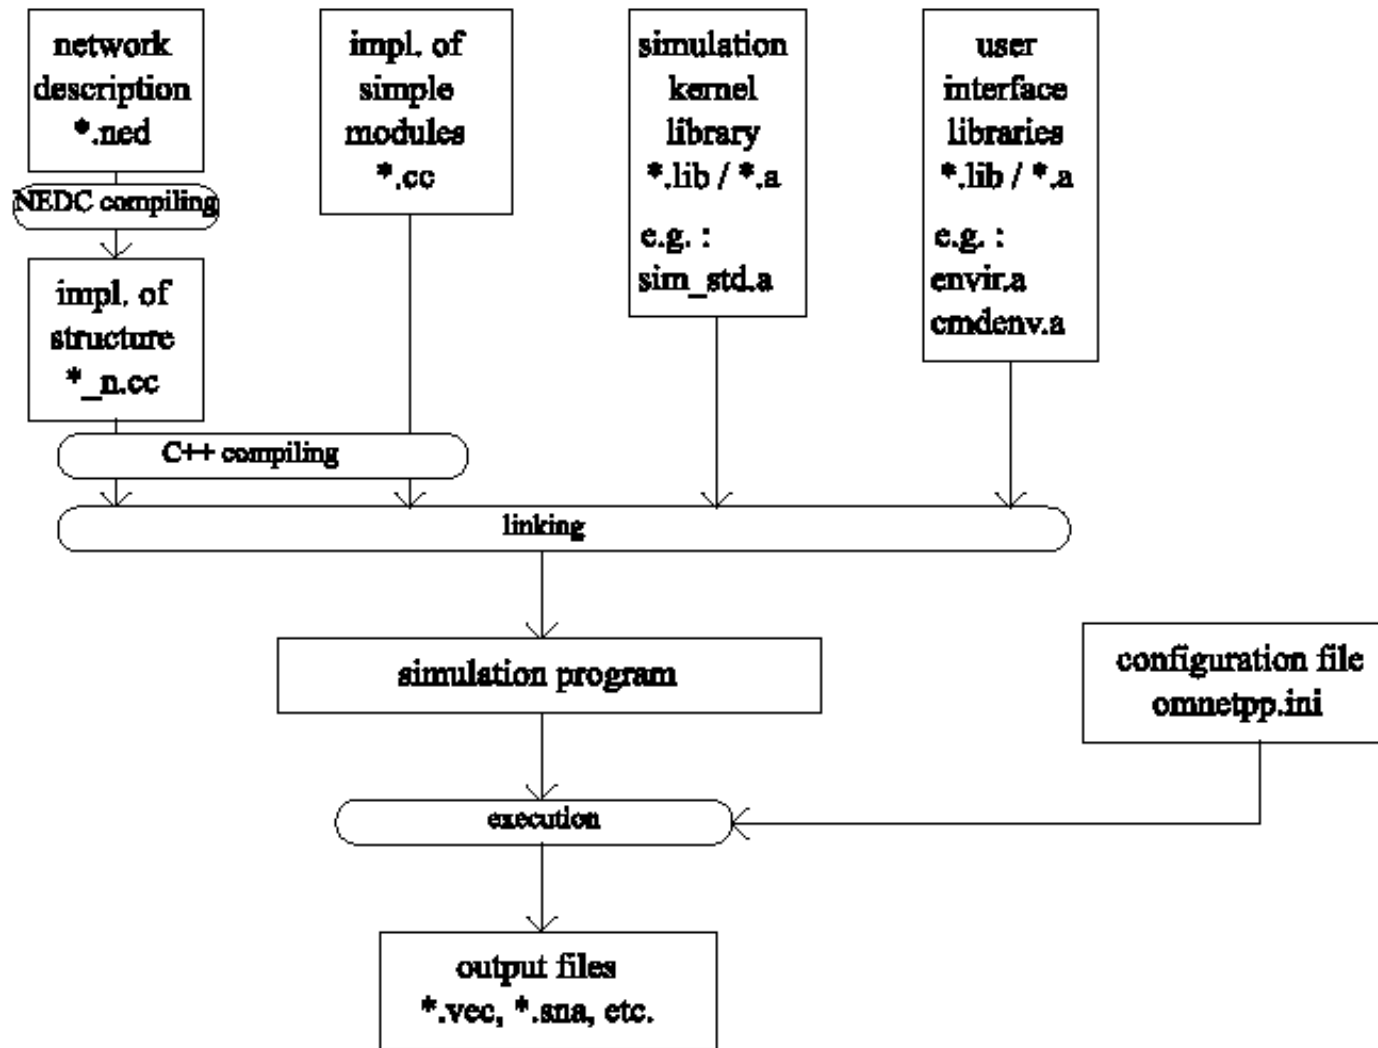 network
description
*.ned
NEDC compiling
impl. of
structure
*_n.cc
impl. of
simple
modules
*.cc
simulation
kernel
library
*.lib / *.a
e.g. :
sim_std.a
user
interface
libraries
*.lib / *.a
e.g. :
envir.a
cmdenv.a
C++ compiling
linking
simulation program
configuration file
omnetpp.ini
execution
output files
*.vec, *.sna, etc.